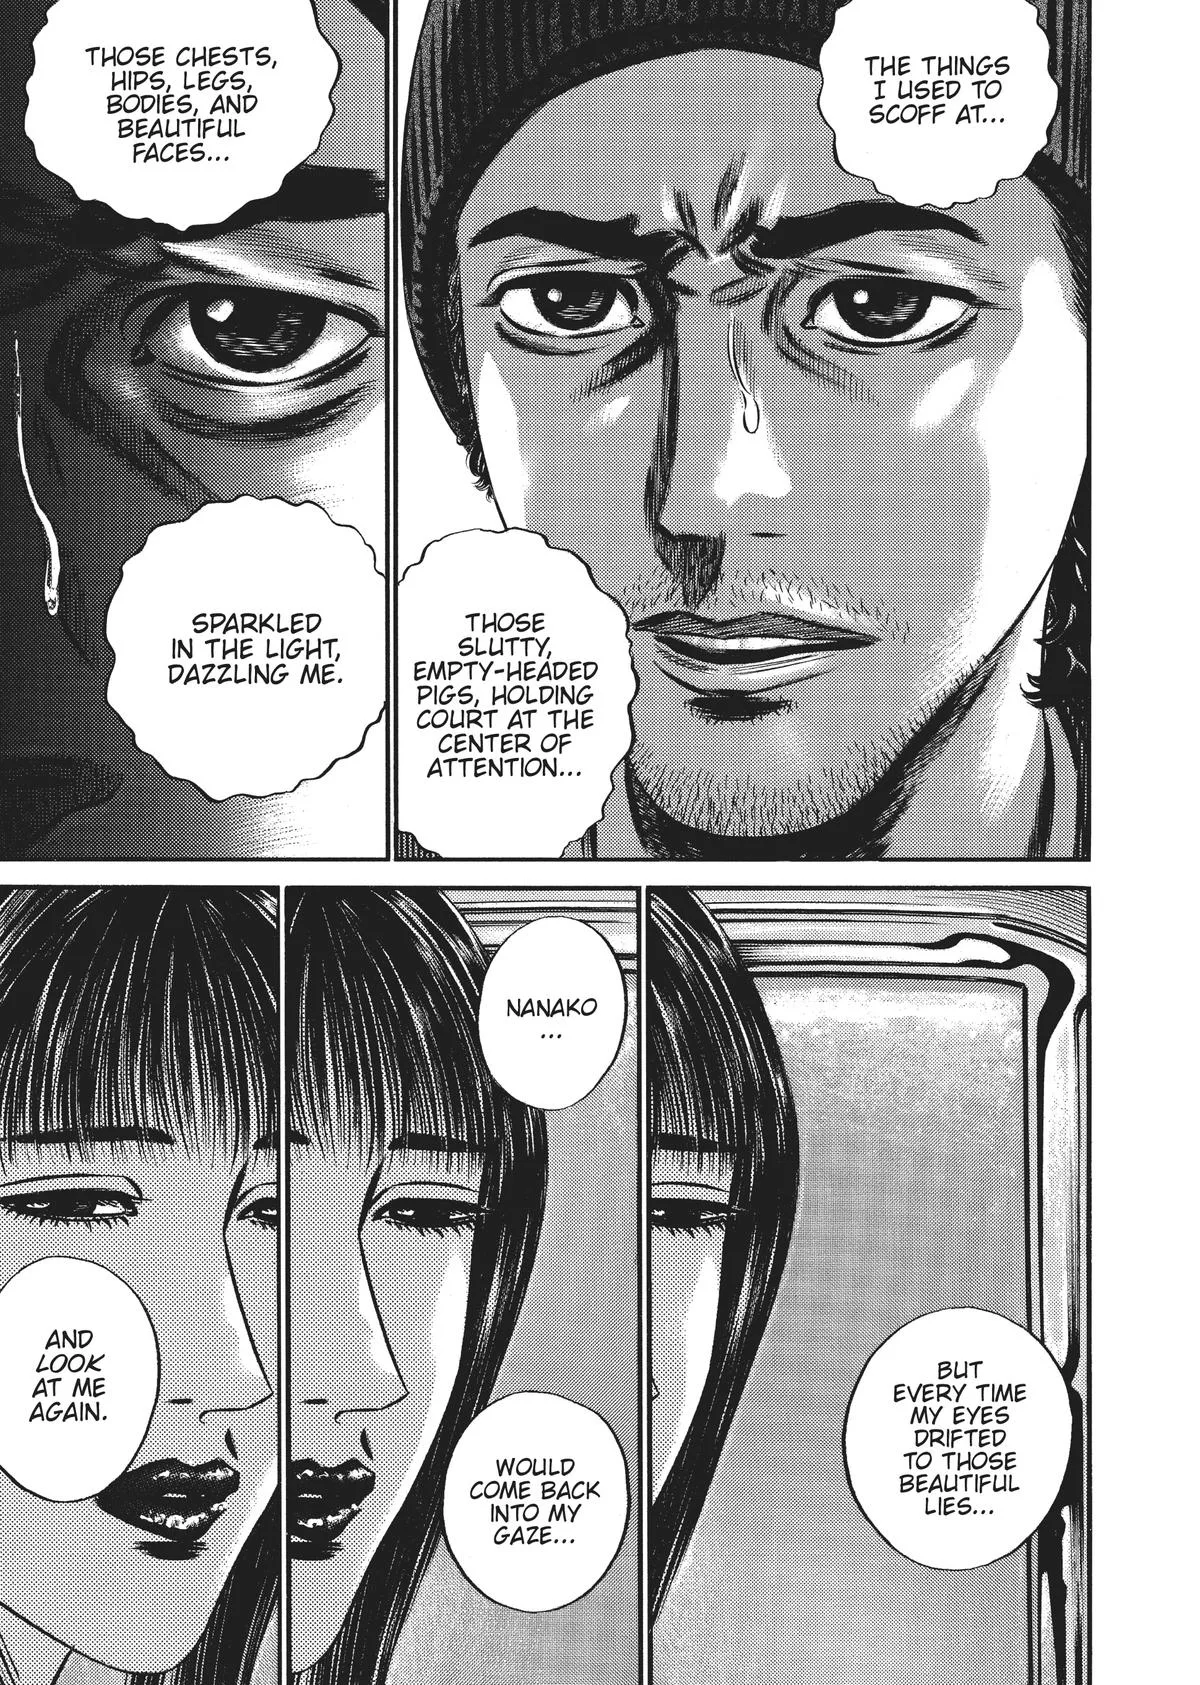 THE THINGS
I USED TO
SCOFF AT...
THOSE
SLUTTY,
EMPTY-HEADED
PIGS, HOLDING
COURT AT THE
CENTER OF
ATTENTION...
THOSE CHESTS,
HIPS, LEGS,
BODIES, AND
BEAUTIFUL
FACES...
SPARKLED
IN THE LIGHT,
DAZZLING ME.
BUT
EVERY TIME
MY EYES
DRIFTED
TO THOSE
BEAUTIFUL
LIES...
NANAKO
...
WOULD
COME BACK
INTO MY
GAZE...
AND
LOOK
AT ME
AGAIN.